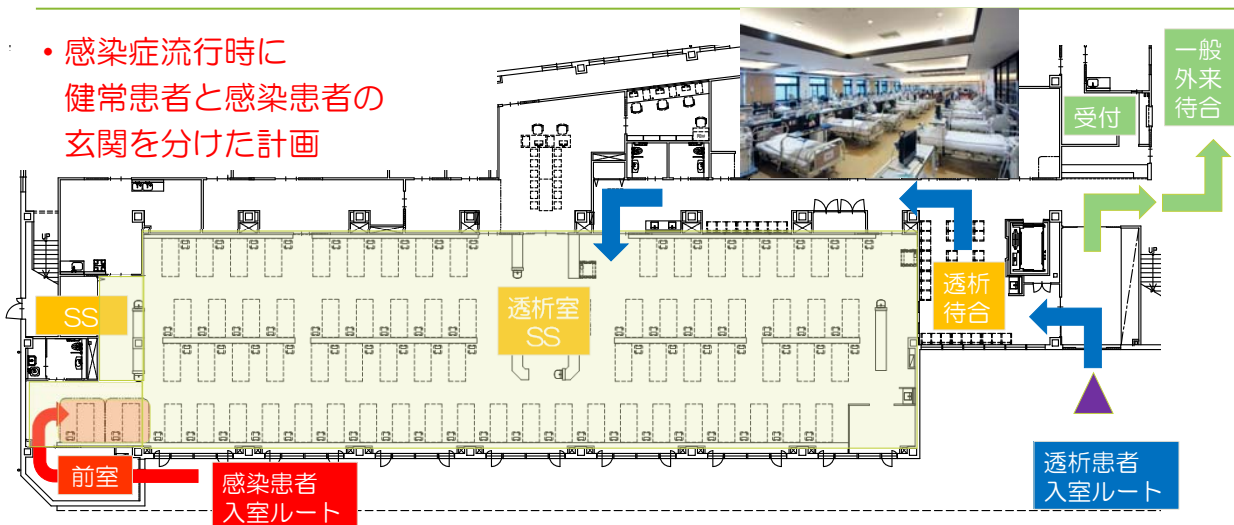 • 感染症流行時に
健常患者と感染患者の
玄関を分けた計画
一般
外来
待合
受付
UP
UP
SS
透析室
SS
透析
待合
前室
感染患者
入室ルート
透析患者
入室ルート